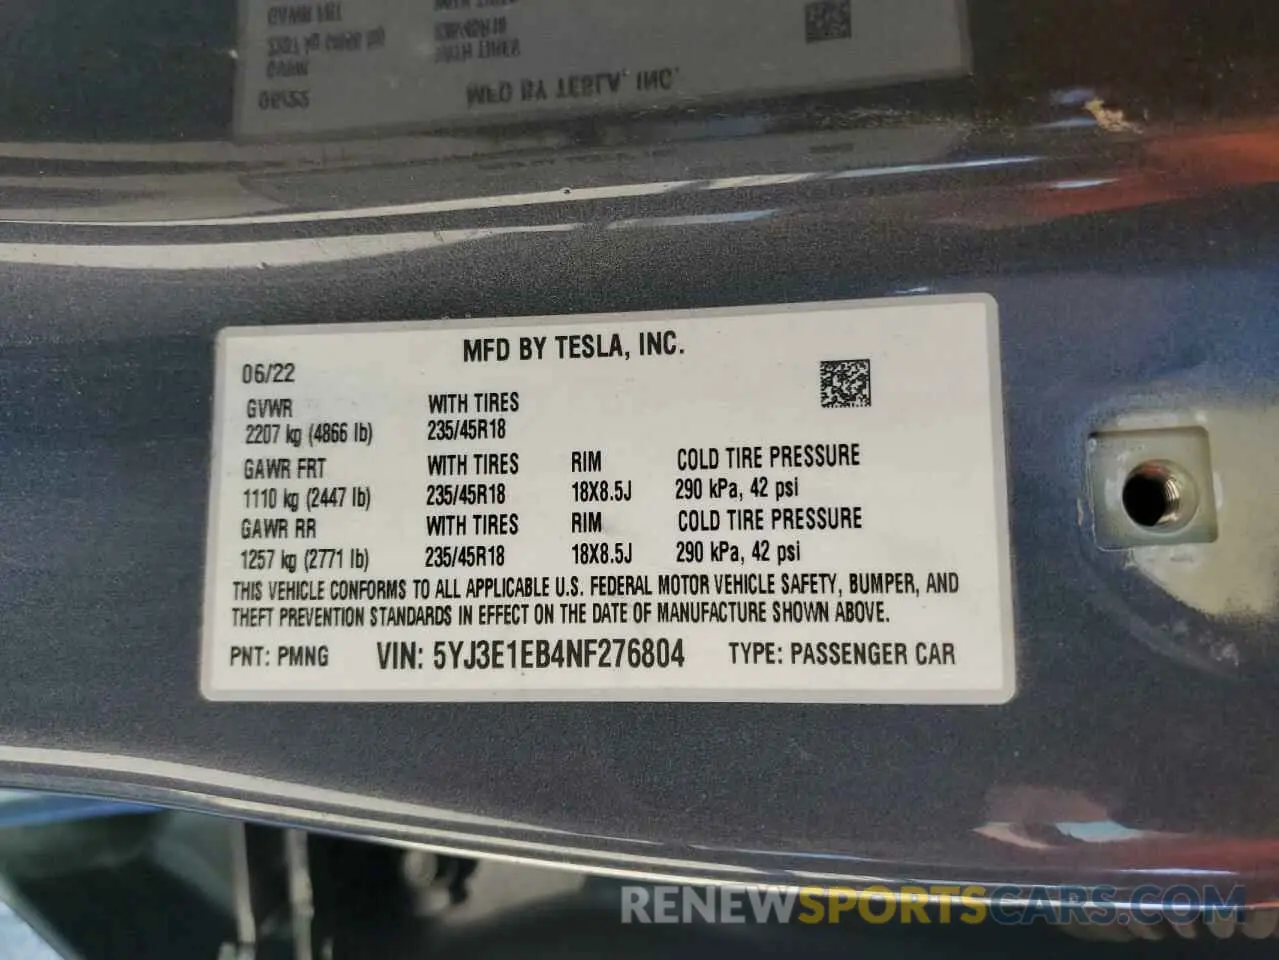 MFD BY TESLA, INC.
06/22
GVWR WITH TIRES
2207 kg (4866 lb) 235/45R18
GAWR FRT WITH TIRES RIM COLD TIRE PRESSURE
1110 kg (2447 lb) 235/45R18 18X8.5J 290 kPa, 42 psi
GAWR RR WITH TIRES RIM COLD TIRE PRESSURE
1257 kg (2771 lb) 235/45R18 18X8.5J 290 kPa, 42 psi
THIS VEHICLE CONFORMS TO ALL APPLICABLE U.S. FEDERAL MOTOR VEHICLE SAFETY, BUMPER, AND
THEFT PREVENTION STANDARDS IN EFFECT ON THE DATE OF MANUFACTURE SHOWN ABOVE.
PNT: PMNG VIN: 5YJ3E1EB4NF276804 TYPE: PASSENGER CAR
RENEWSPORTSCARS.COM